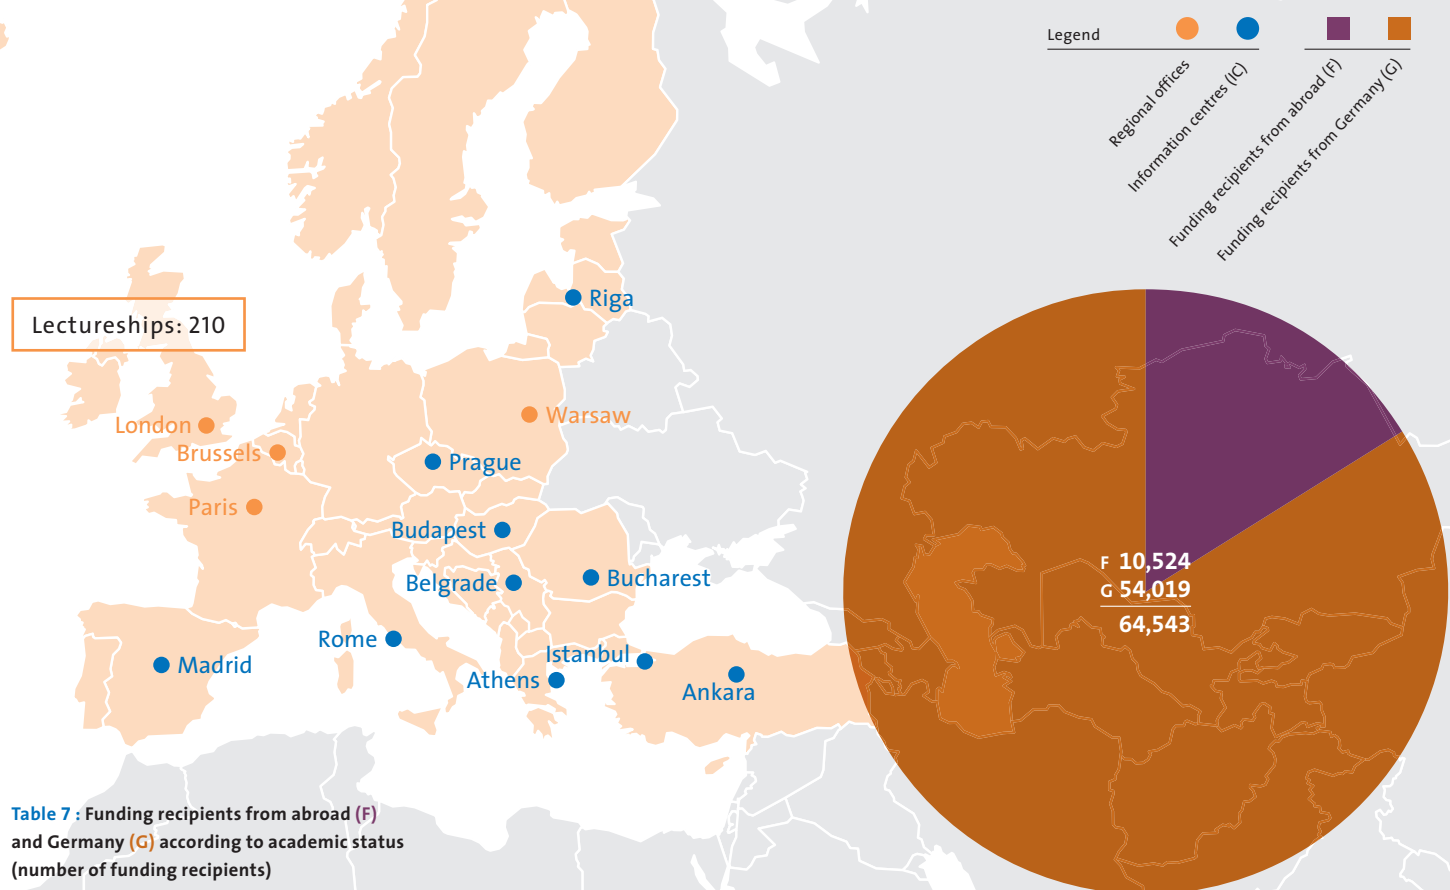 Legend
Regional offices
Information centres (IC)
Funding recipients from abroad (F)
Funding recipients from Germany (G)
Lectureships: 210
Riga
London
Warsaw
Brussels
Prague
Paris
Budapest
Belgrade
Bucharest
Rome
Madrid
Istanbul
Athens
Ankara
F 10,524
G 54,019
64,543
Table 7 : Funding recipients from abroad (F)
and Germany (G) according to academic status
(number of funding recipients)